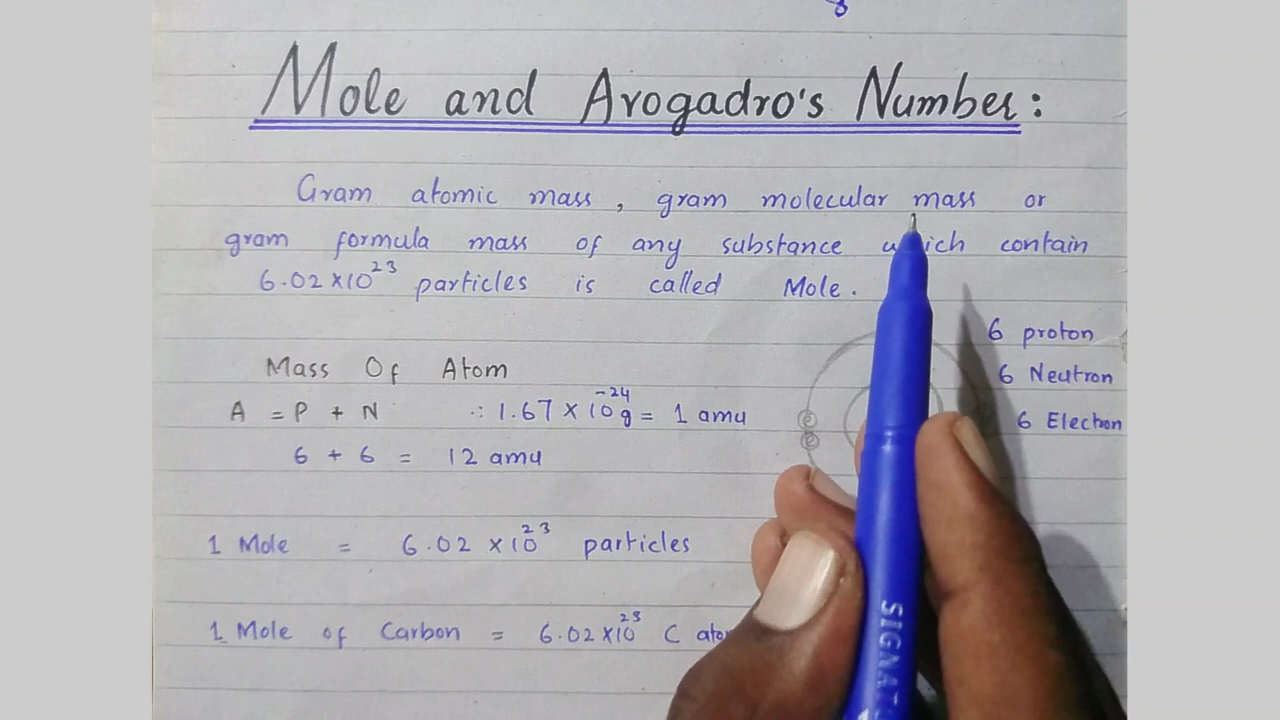 Mole and Avogadro's Number:
Gram atomic mass, gram molecular mass or
gram formula mass of any substance which contain
6.02×10²³ particles is called Mole.
6 proton
Mass Of Atom
6 Neutron
A = P + N ∴ 1.67 × 10⁻²⁴g = 1 amu
6 Electron
6 + 6 = 12 amu
e
e
1 Mole = 6.02 ×10²³ particles
1 Mole of Carbon = 6.02×10²³ C